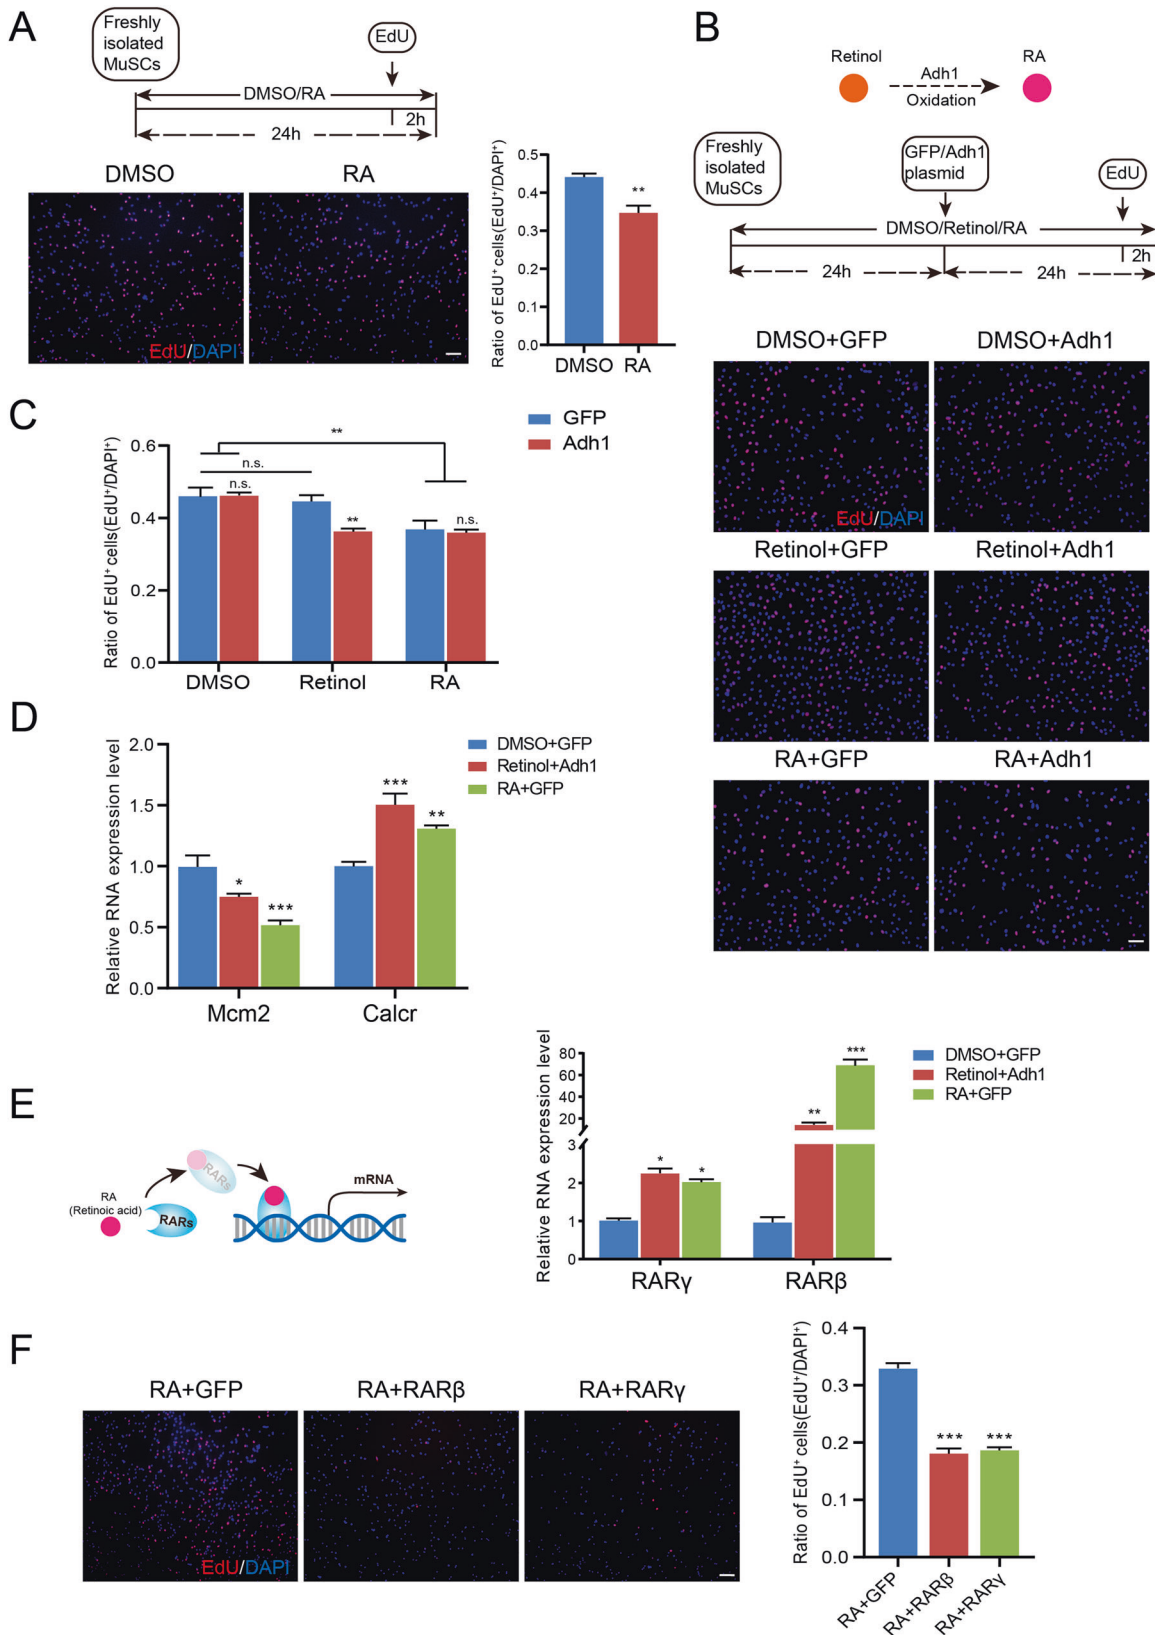 A
Freshly
isolated
MuSCs
EdU
DMSO/RA
2h
24h
DMSO
RA
EdU/DAPI
Ratio of EdU⁺ cells(EdU⁺/DAPI⁺)
0.5
0.4
0.3
0.2
0.1
0.0
**
DMSO
RA
B
Retinol
Adh1
Oxidation
RA
Freshly
isolated
MuSCs
GFP/Adh1
plasmid
EdU
DMSO/Retinol/RA
2h
24h
24h
DMSO+GFP
DMSO+Adh1
EdU/DAPI
Retinol+GFP
Retinol+Adh1
RA+GFP
RA+Adh1
C
GFP
Adh1
Ratio of EdU⁺ cells(EdU⁺/DAPI⁺)
0.6
0.4
0.2
0.0
**
n.s.
n.s.
**
n.s.
DMSO
Retinol
RA
D
DMSO+GFP
Retinol+Adh1
RA+GFP
Relative RNA expression level
2.0
1.5
1.0
0.5
0.0
*
***
***
**
Mcm2
Calcr
E
RA
(Retinoic acid)
RARs
RARs
mRNA
Relative RNA expression level
80
60
40
20
3
2
1
0
*
*
**
***
RARγ
RARβ
DMSO+GFP
Retinol+Adh1
RA+GFP
F
RA+GFP
RA+RARβ
RA+RARγ
EdU/DAPI
Ratio of EdU⁺ cells(EdU⁺/DAPI⁺)
0.4
0.3
0.2
0.1
0.0
***
***
RA+GFP
RA+RARβ
RA+RARγ